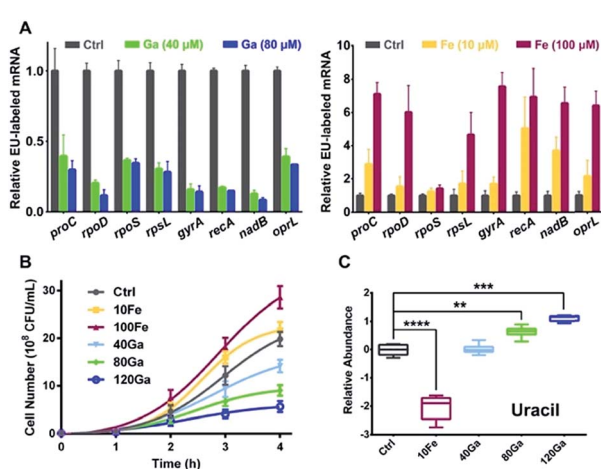 A
Ctrl Ga (40 μM) Ga (80 μM)
Relative EU-labeled mRNA
1.0
0.5
0.0
proC rpoD rpoS rpsL gyrA recA nadB oprL
Ctrl Fe (10 μM) Fe (100 μM)
Relative EU-labeled mRNA
10
8
6
4
2
0
proC rpoD rpoS rpsL gyrA recA nadB oprL
B
Cell Number (10⁸ CFU/mL)
30
20
10
0
Ctrl
10Fe
100Fe
40Ga
80Ga
120Ga
0 1 2 3 4
Time (h)
C
Relative Abundance
2
1
0
-1
-2
-3
***
**
****
Uracil
Ctrl 10Fe 40Ga 80Ga 120Ga